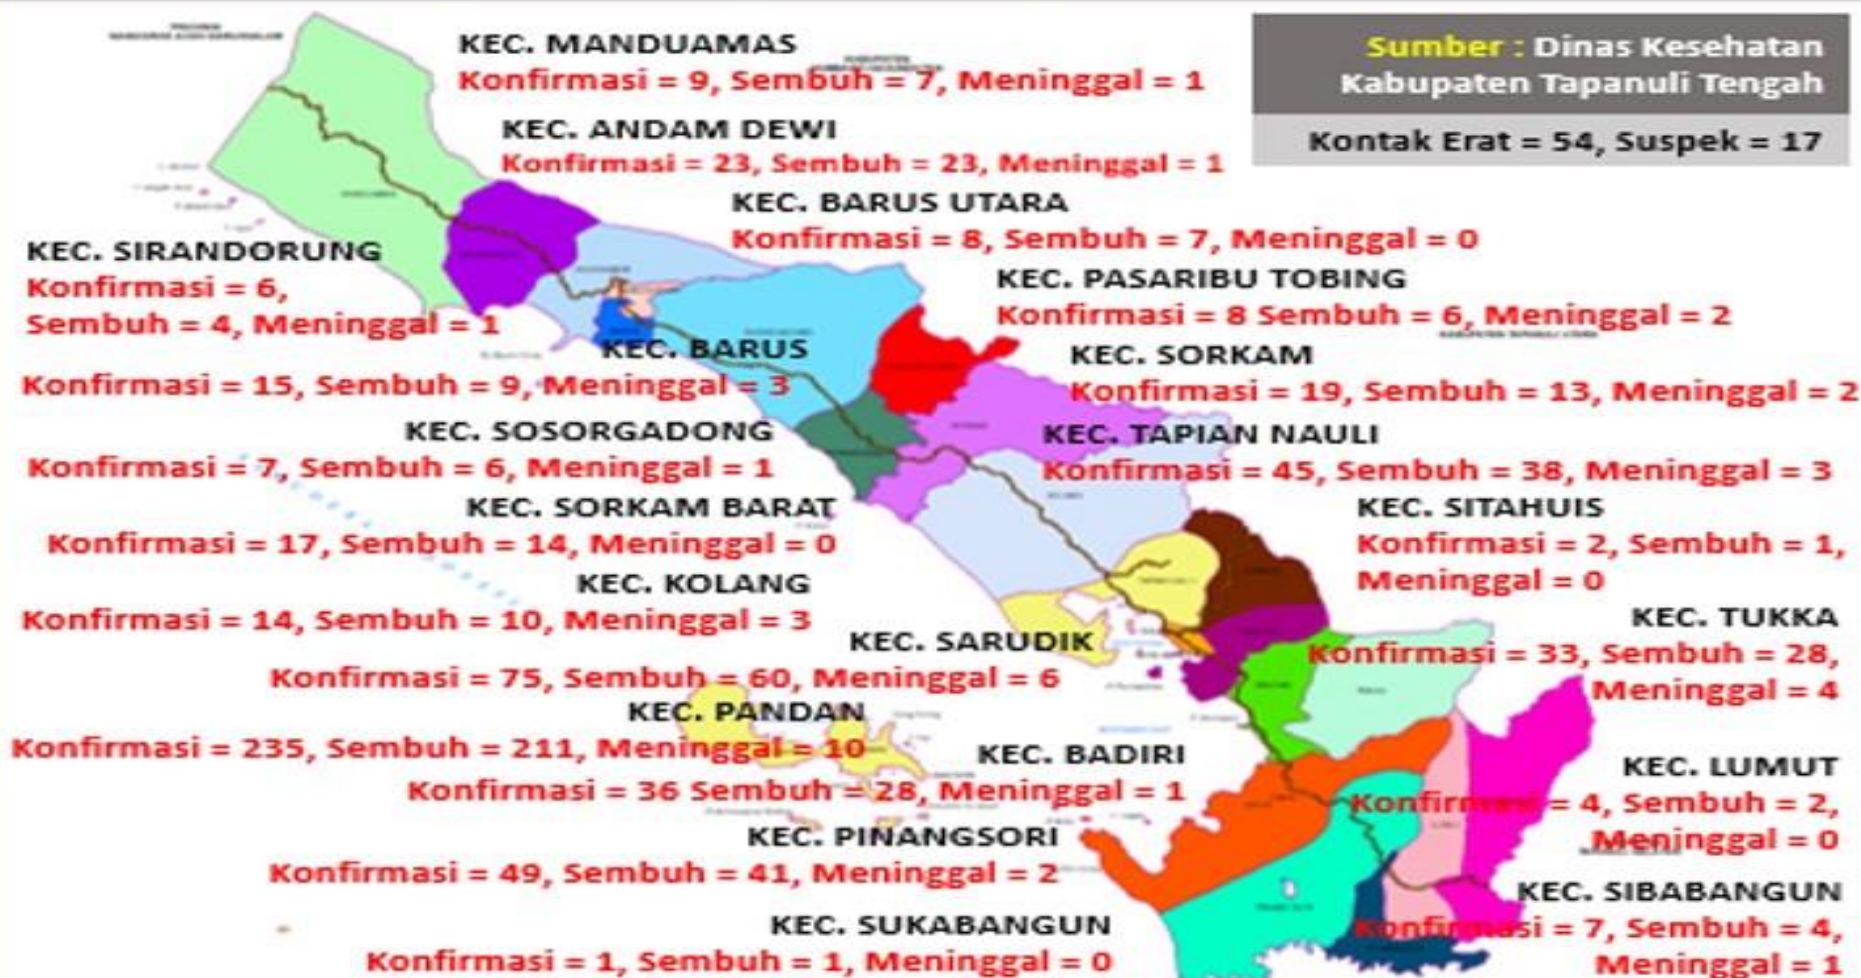 KEC. MANDUAMAS
Konfirmasi = 9, Sembuh = 7, Meninggal = 1
Sumber : Dinas Kesehatan
Kabupaten Tapanuli Tengah
Kontak Erat = 54, Suspek = 17
KEC. ANDAM DEWI
Konfirmasi = 23, Sembuh = 23, Meninggal = 1
KEC. BARUS UTARA
Konfirmasi = 8, Sembuh = 7, Meninggal = 0
KEC. SIRANDORUNG
Konfirmasi = 6,
Sembuh = 4, Meninggal = 1
KEC. PASARIBU TOBING
Konfirmasi = 8 Sembuh = 6, Meninggal = 2
KEC. BARUS
Konfirmasi = 15, Sembuh = 9, Meninggal = 3
KEC. SORKAM
Konfirmasi = 19, Sembuh = 13, Meninggal = 2
KEC. SOSORGADONG
Konfirmasi = 7, Sembuh = 6, Meninggal = 1
KEC. TAPIAN NAULI
Konfirmasi = 45, Sembuh = 38, Meninggal = 3
KEC. SORKAM BARAT
Konfirmasi = 17, Sembuh = 14, Meninggal = 0
KEC. SITAHUIS
Konfirmasi = 2, Sembuh = 1,
Meninggal = 0
KEC. KOLANG
Konfirmasi = 14, Sembuh = 10, Meninggal = 3
KEC. TUKKA
Konfirmasi = 33, Sembuh = 28,
Meninggal = 4
KEC. SARUDIK
Konfirmasi = 75, Sembuh = 60, Meninggal = 6
KEC. PANDAN
Konfirmasi = 235, Sembuh = 211, Meninggal = 10
KEC. BADIRI
Konfirmasi = 36 Sembuh = 28, Meninggal = 1
KEC. LUMUT
Konfirmasi = 4, Sembuh = 2,
Meninggal = 0
KEC. PINANGSORI
Konfirmasi = 49, Sembuh = 41, Meninggal = 2
KEC. SIBABANGUN
Konfirmasi = 7, Sembuh = 4,
Meninggal = 1
KEC. SUKABANGUN
Konfirmasi = 1, Sembuh = 1, Meninggal = 0